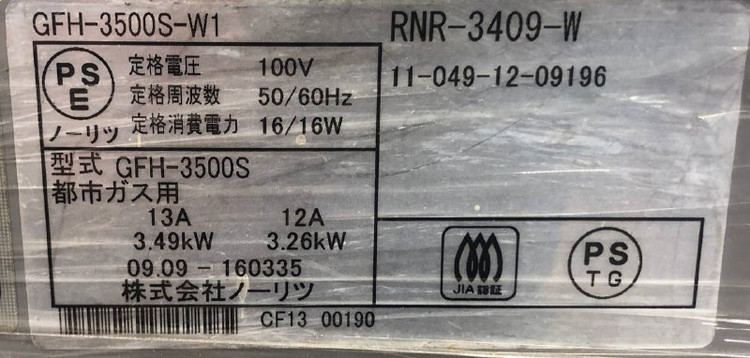 GFH-3500S-W1
PS
E
ノーリツ
定格電圧 100V
定格周波数 50/60Hz
定格消費電力 16/16W
型式 GFH-3500S
都市ガス用
13A 12A
3.49kW 3.26kW
09.09-160335
株式会社ノーリツ
CF13 00190
RNR-3409-W
11-049-12-09196
JIA認証
PS
TG